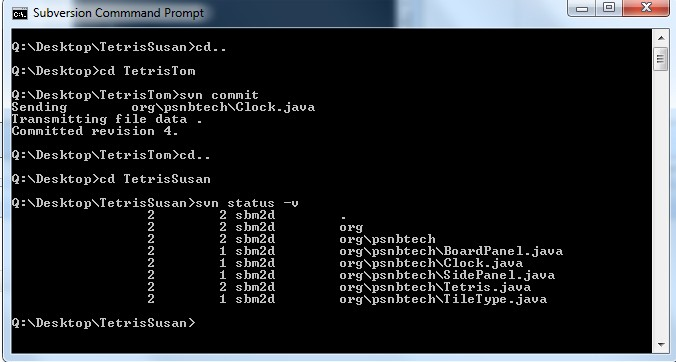 Subversion Commmand Prompt
Q:\Desktop\TetrisSusan>cd..
Q:\Desktop>cd TetrisTom
Q:\Desktop\TetrisTom>svn commit
Sending        org\psnbtech\Clock.java
Transmitting file data .
Committed revision 4.
Q:\Desktop\TetrisTom>cd..
Q:\Desktop>cd TetrisSusan
Q:\Desktop\TetrisSusan>svn status -v
                 2        2 sbm2d        .
                 2        2 sbm2d        org
                 2        2 sbm2d        org\psnbtech
                 2        1 sbm2d        org\psnbtech\BoardPanel.java
                 2        1 sbm2d        org\psnbtech\Clock.java
                 2        1 sbm2d        org\psnbtech\SidePanel.java
                 2        2 sbm2d        org\psnbtech\Tetris.java
                 2        1 sbm2d        org\psnbtech\TileType.java
Q:\Desktop\TetrisSusan>